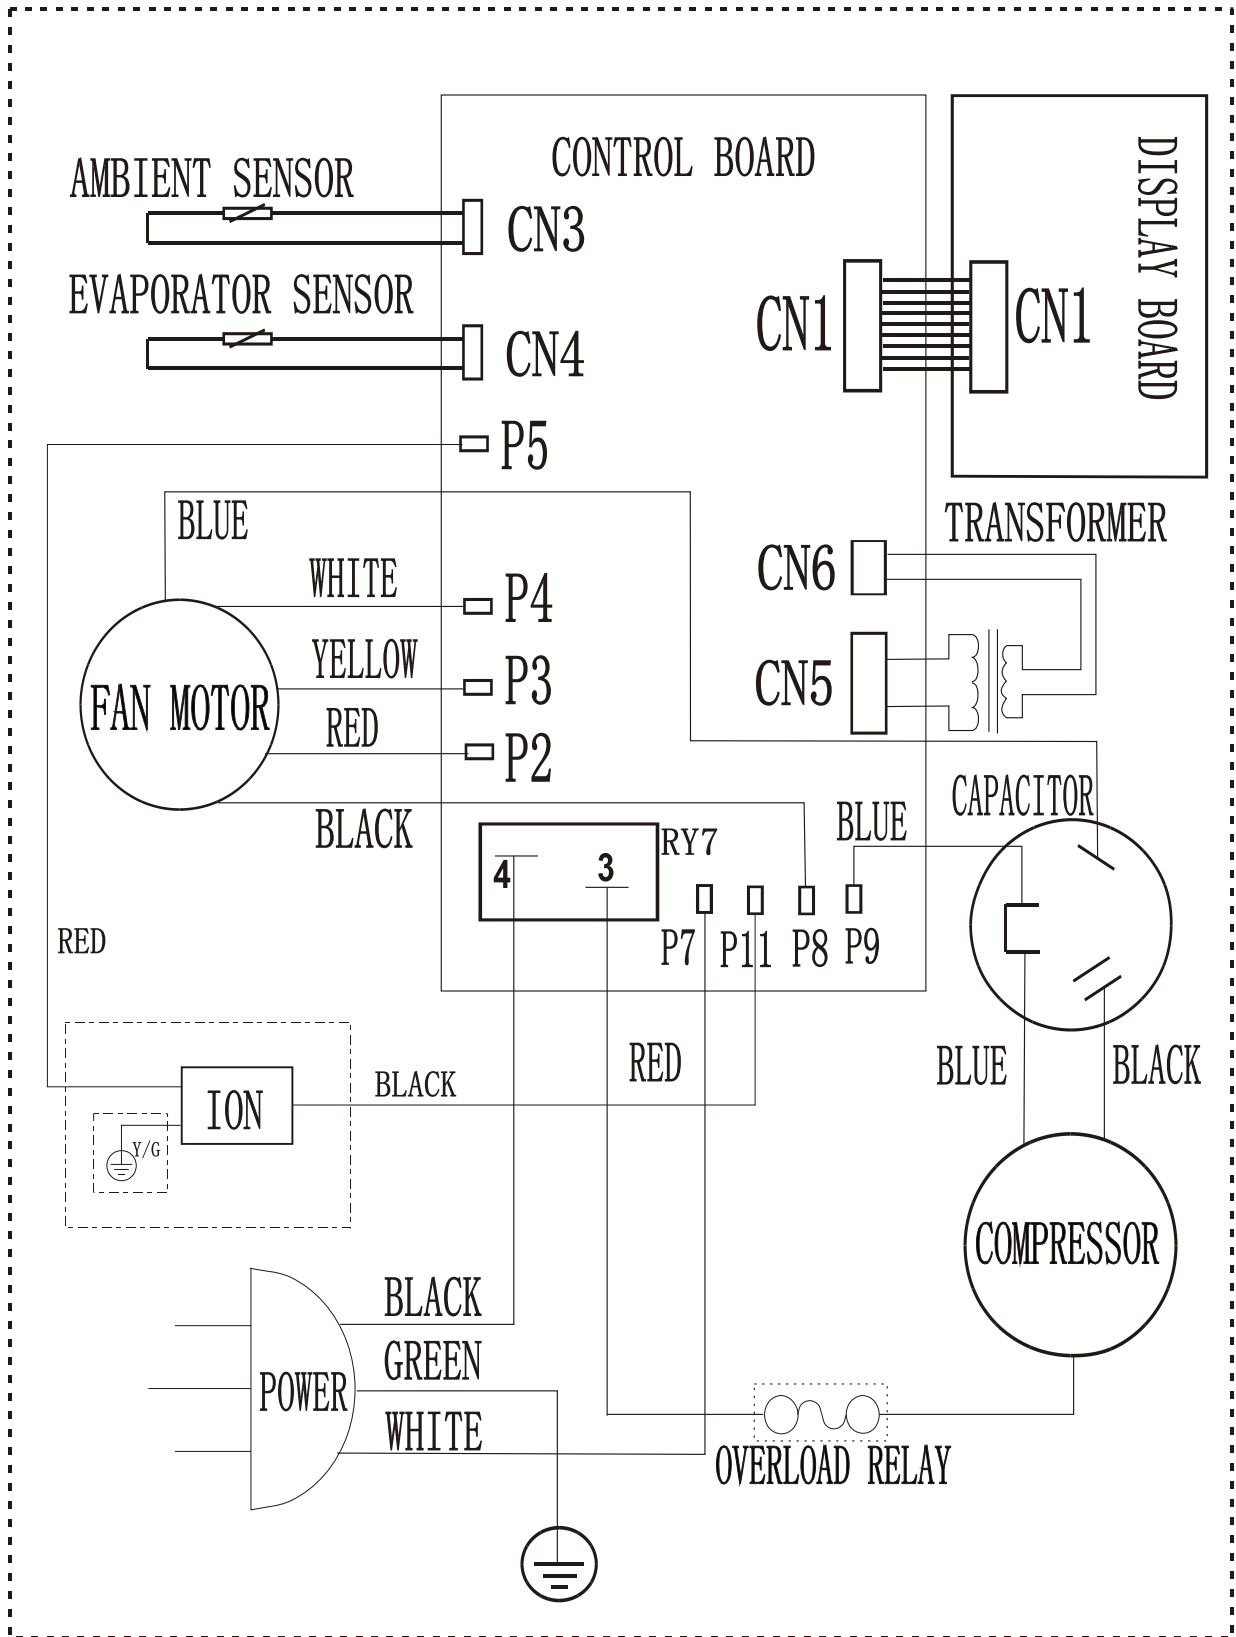 CONTROL BOARD
AMBIENT SENSOR
CN3
EVAPORATOR SENSOR
CN4
CN1
CN1
DISPLAY BOARD
P5
BLUE
TRANSFORMER
CN6
WHITE
P4
YELLOW
P3
CN5
FAN MOTOR
RED
P2
CAPACITOR
BLACK
BLUE
RY7
4
3
RED
P7
P11
P8
P9
RED
BLUE
BLACK
BLACK
ION
Y/G
COMPRESSOR
BLACK
GREEN
POWER
WHITE
OVERLOAD RELAY